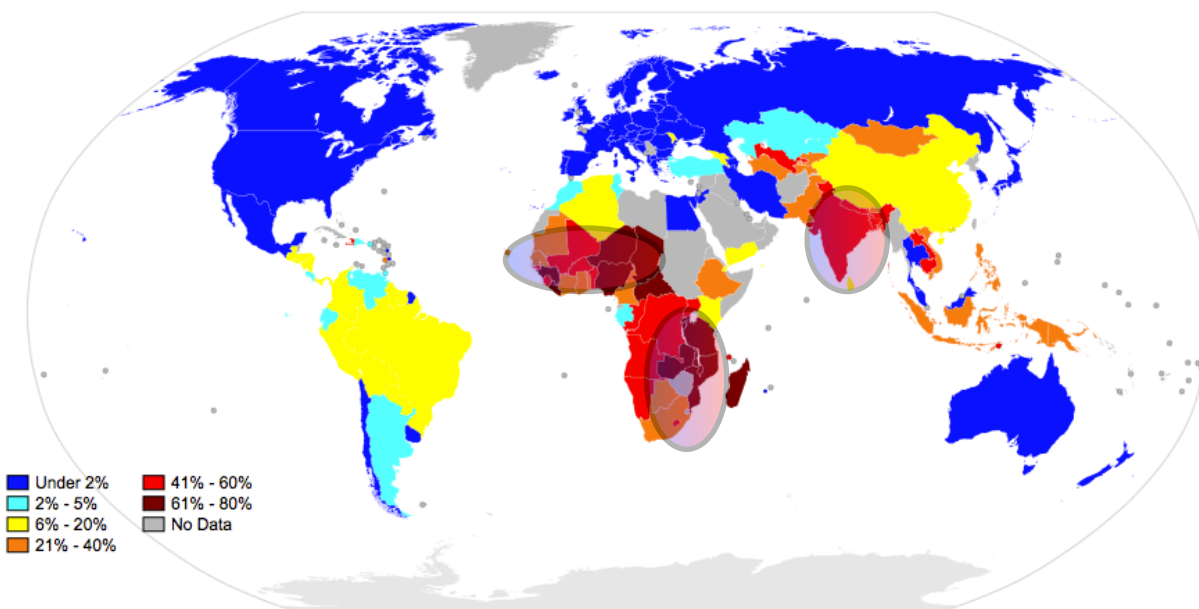 Under 2%
2% - 5%
6% - 20%
21% - 40%
41% - 60%
61% - 80%
No Data